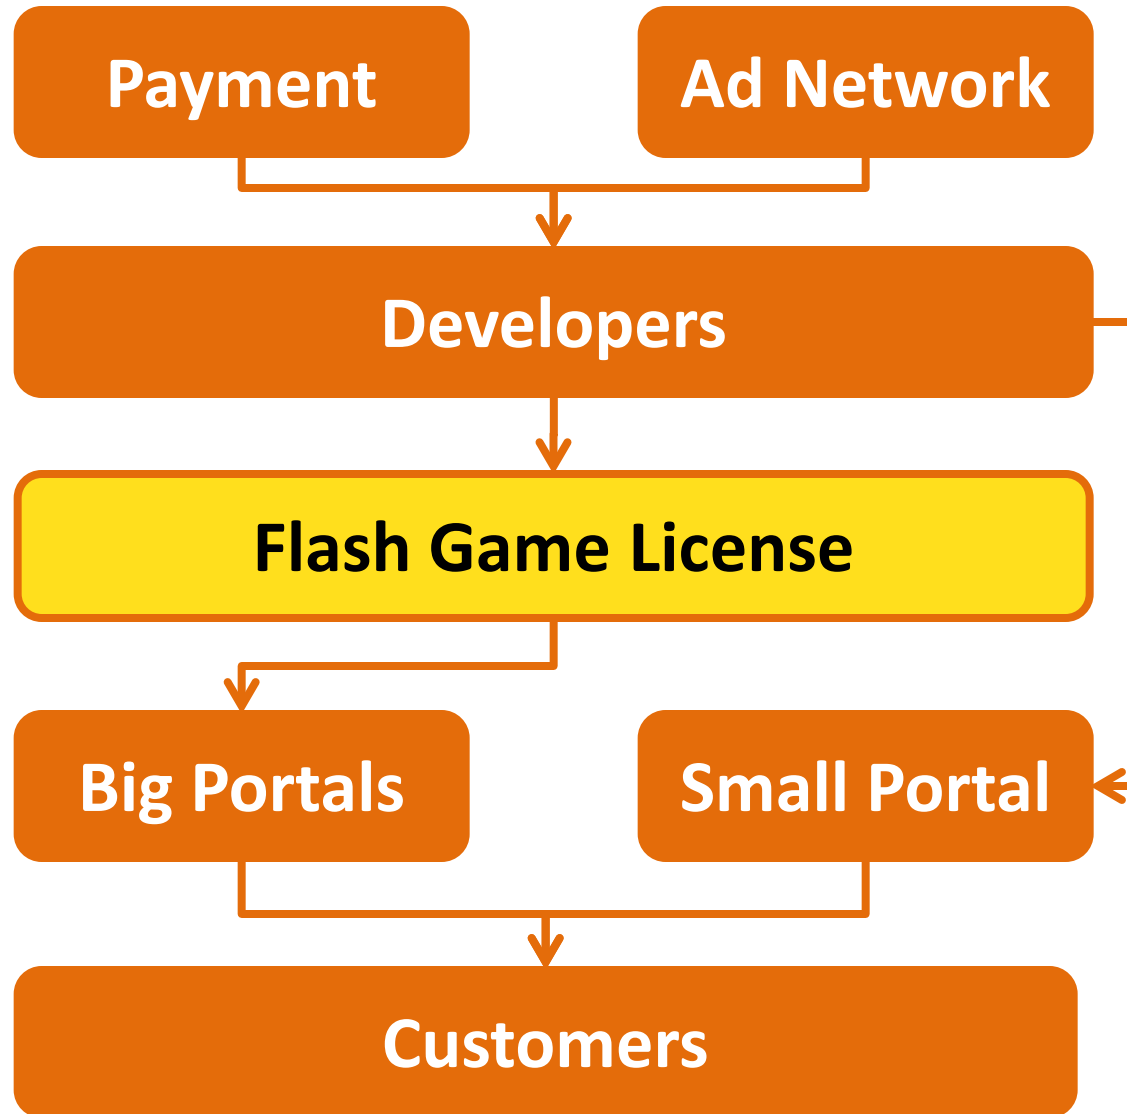 Payment
Ad Network
Developers
Flash Game License
Big Portals
Small Portal
Customers